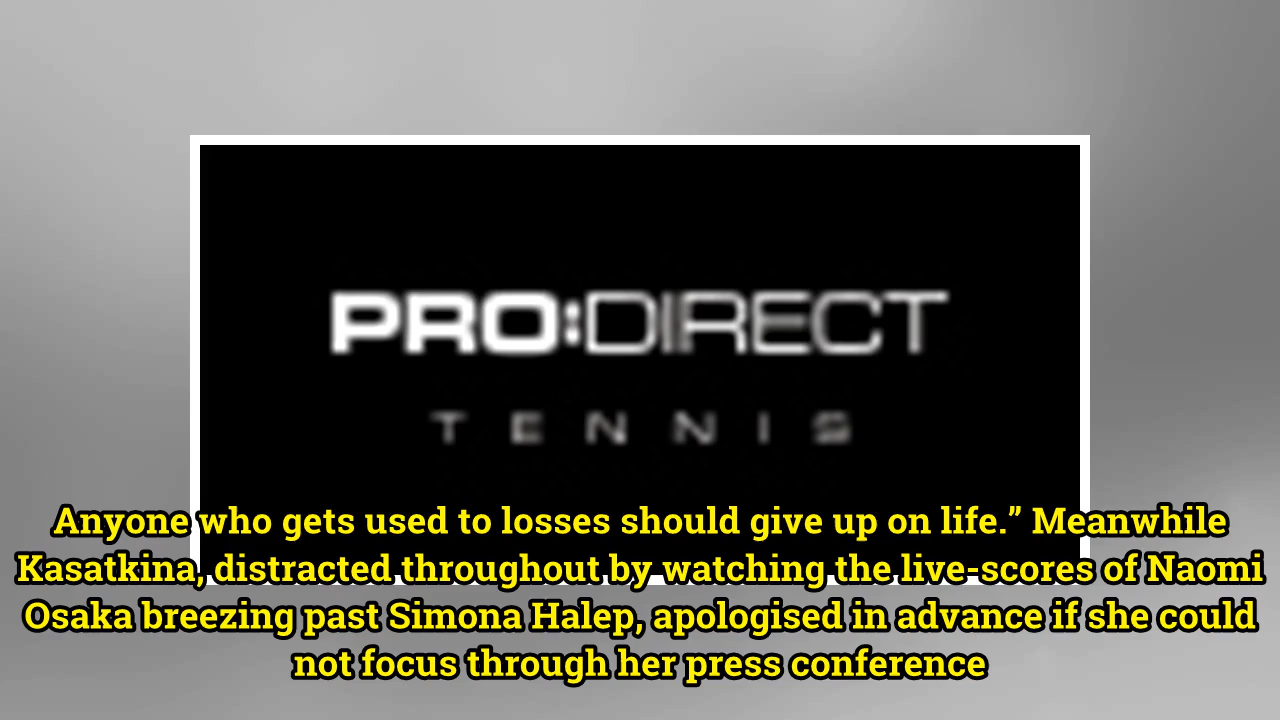 PRO:DIRECT
TENNIS
Anyone who gets used to losses should give up on life.” Meanwhile
Kasatkina, distracted throughout by watching the live-scores of Naomi
Osaka breezing past Simona Halep, apologised in advance if she could
not focus through her press conference